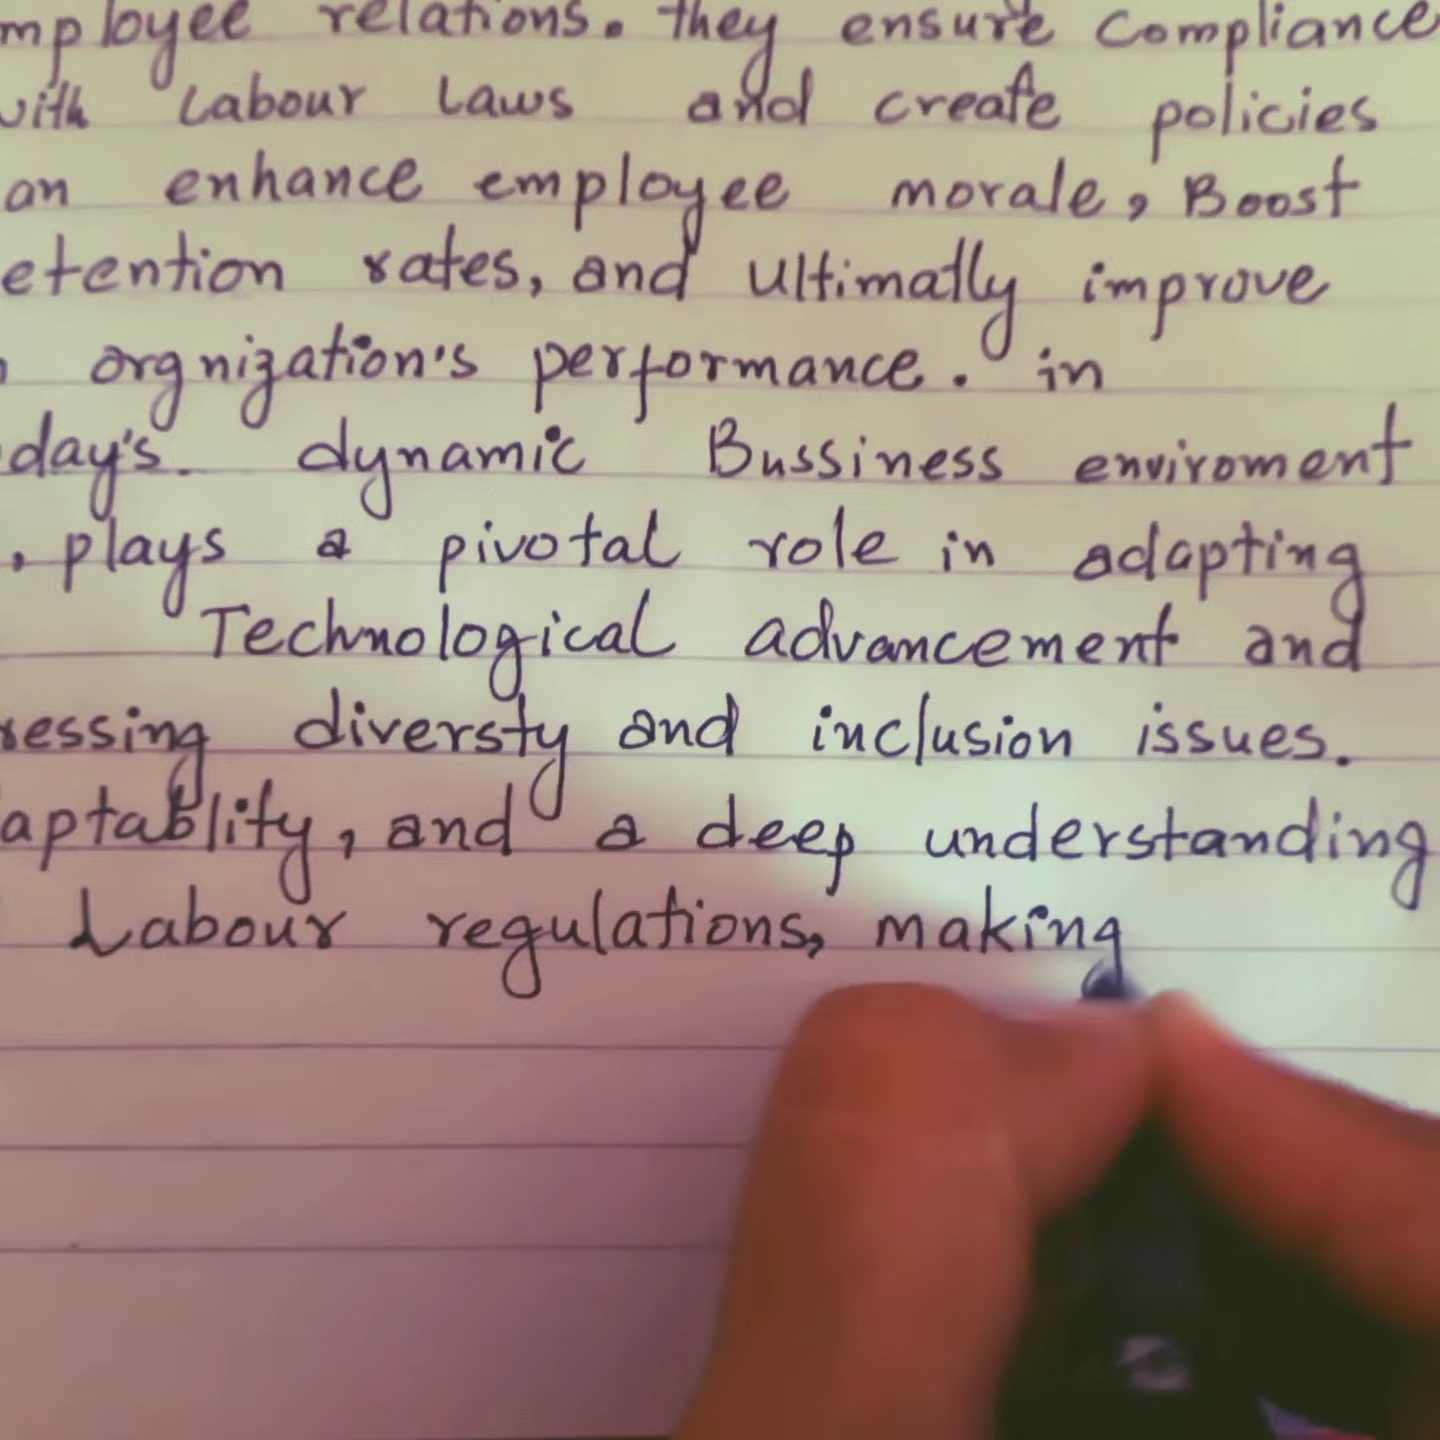 mployee relations. they ensure Compliance
with Labour Laws and create policies
an enhance employee morale, Boost
etention rates, and ultimatly improve
orgnization's performance. in
day's. dynamic Bussiness enviroment
, plays a pivotal role in adapting
Technological advancement and
ressing diversty and inclusion issues.
aptablity, and a deep understanding
Labour regulations, making